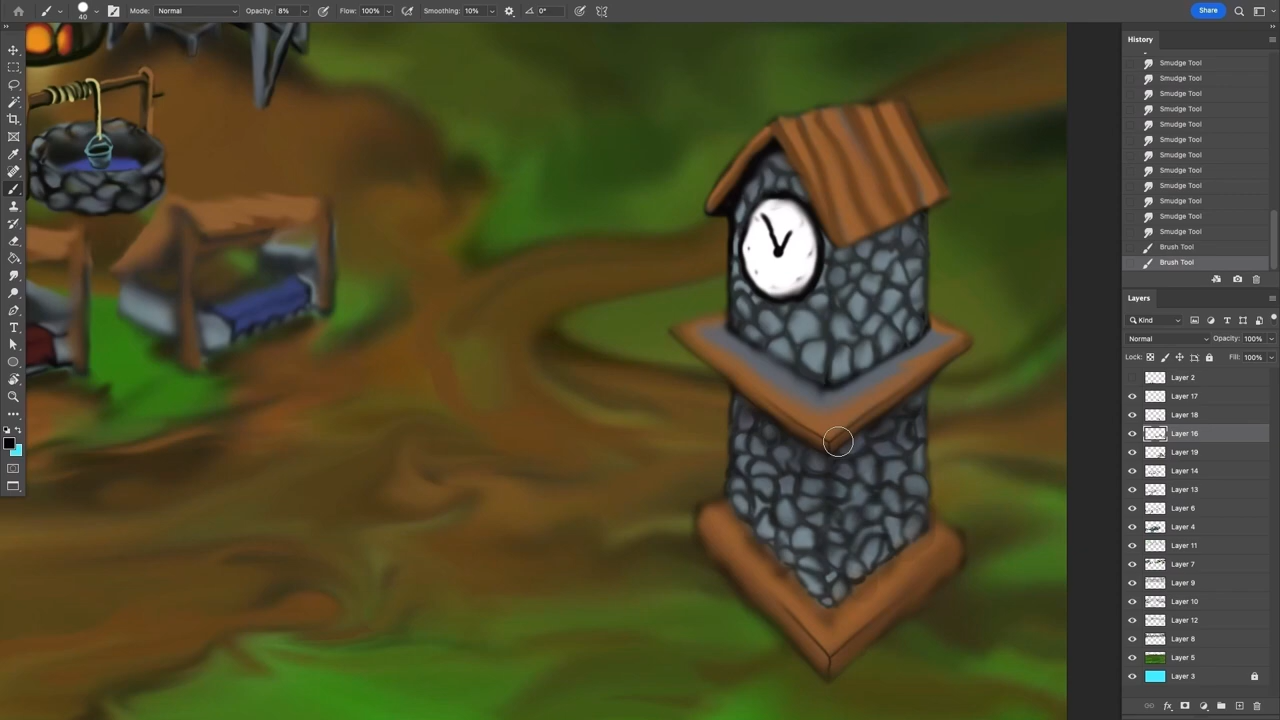 40
Mode: Normal
Opacity: 8%
Flow: 100%
Smoothing: 10%
0°
Share
History
Smudge Tool
Smudge Tool
Smudge Tool
Smudge Tool
Smudge Tool
Smudge Tool
Smudge Tool
Smudge Tool
Smudge Tool
Smudge Tool
Smudge Tool
Smudge Tool
Brush Tool
Brush Tool
Layers
Kind
Normal
Opacity: 100%
Lock:
Fill: 100%
Layer 2
Layer 17
Layer 18
Layer 16
Layer 19
Layer 14
Layer 13
Layer 6
Layer 4
Layer 11
Layer 7
Layer 9
Layer 10
Layer 12
Layer 8
Layer 5
Layer 3
fx